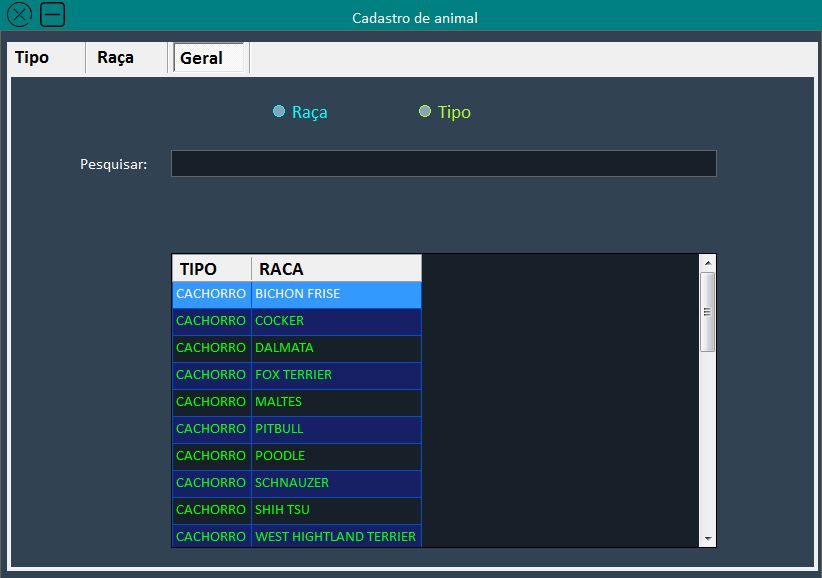 Cadastro de animal
Tipo Raça Geral
Raça Tipo
Pesquisar:
TIPO RACA
CACHORRO BICHON FRISE
CACHORRO COCKER
CACHORRO DALMATA
CACHORRO FOX TERRIER
CACHORRO MALTES
CACHORRO PITBULL
CACHORRO POODLE
CACHORRO SCHNAUZER
CACHORRO SHIH TSU
CACHORRO WEST HIGHTLAND TERRIER